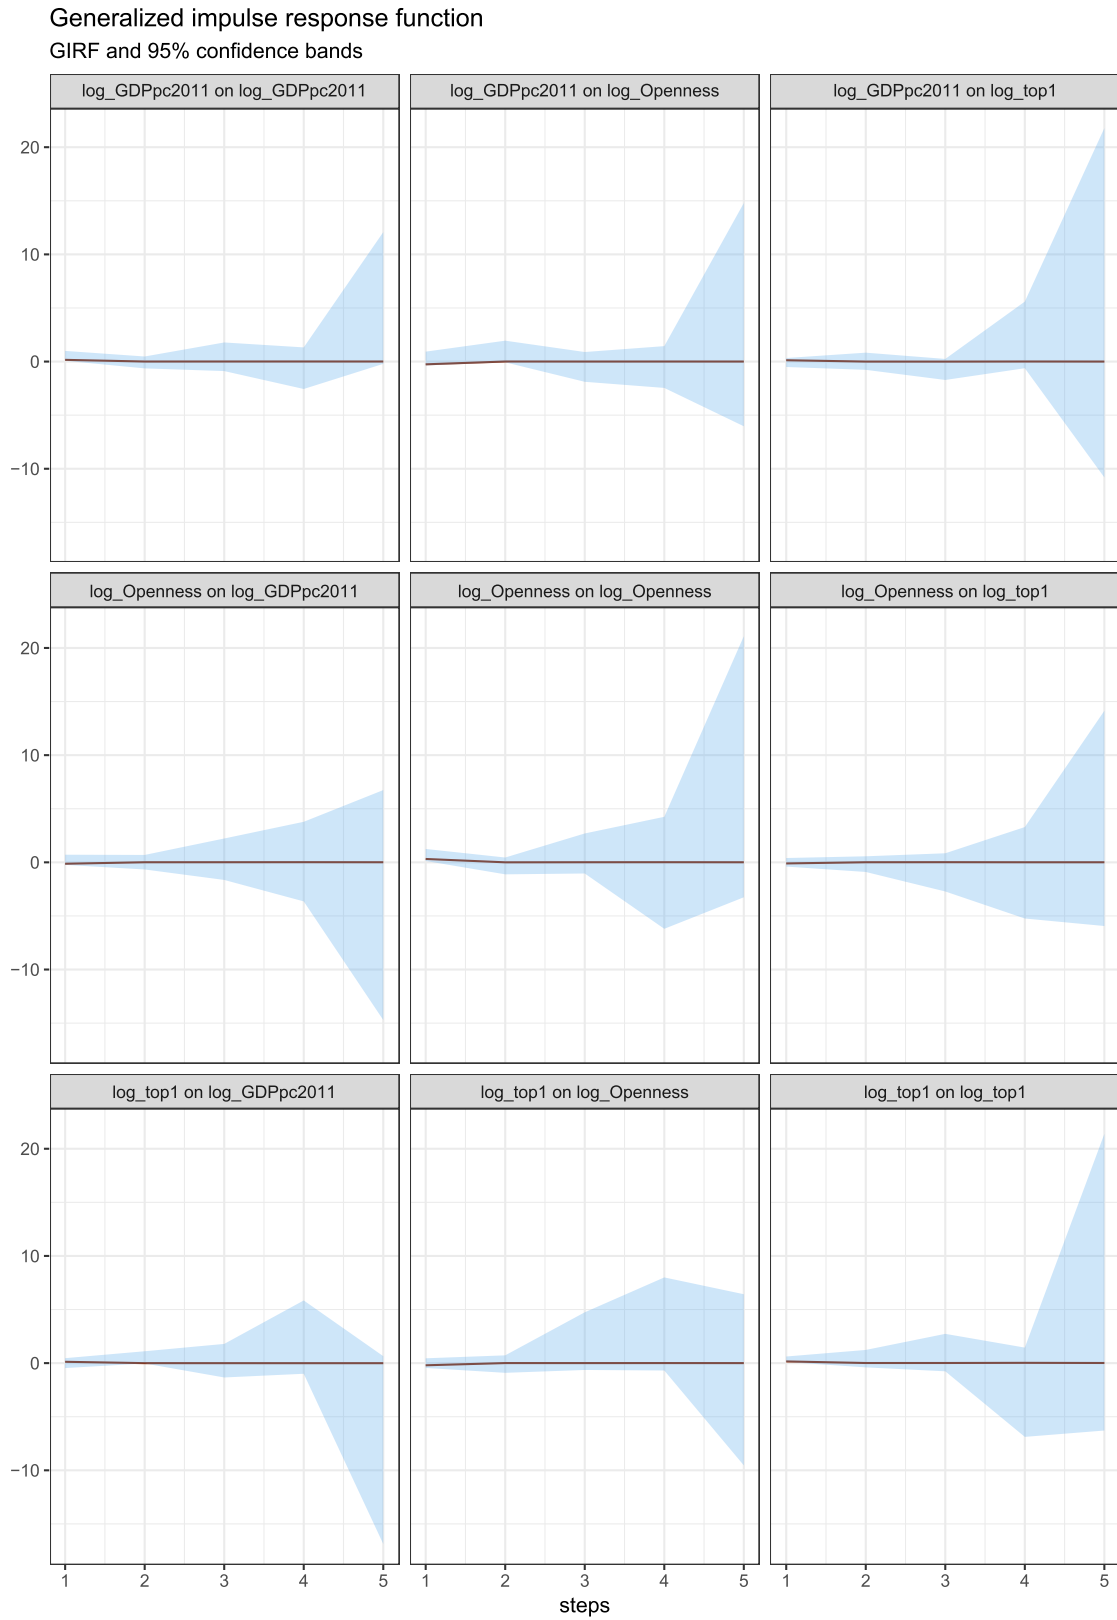 Generalized impulse response function
GIRF and 95% confidence bands
log_GDPpc2011 on log_GDPpc2011
log_GDPpc2011 on log_Openness
log_GDPpc2011 on log_top1
20
10
0
−10
log_Openness on log_GDPpc2011
log_Openness on log_Openness
log_Openness on log_top1
20
10
0
−10
log_top1 on log_GDPpc2011
log_top1 on log_Openness
log_top1 on log_top1
20
10
0
−10
1 2 3 4 5
1 2 3 4 5
1 2 3 4 5
steps